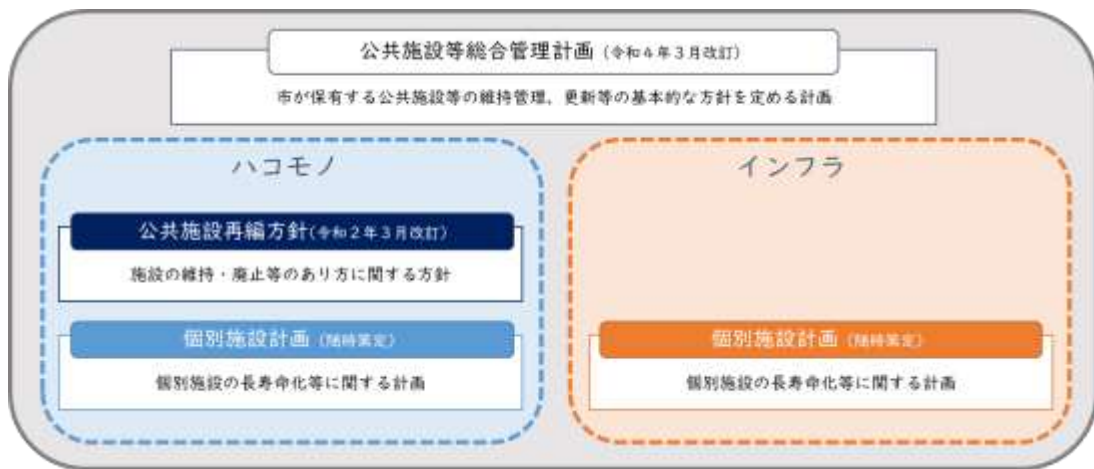 公共施設等総合管理計画（令和４年３月改訂）
市が保有する公共施設等の維持管理、更新等の基本的な方針を定める計画
ハコモノ
公共施設再編方針（令和２年３月改訂）
施設の維持・廃止等のあり方に関する方針
個別施設計画（随時策定）
個別施設の長寿命化等に関する計画
インフラ
個別施設計画（随時策定）
個別施設の長寿命化等に関する計画